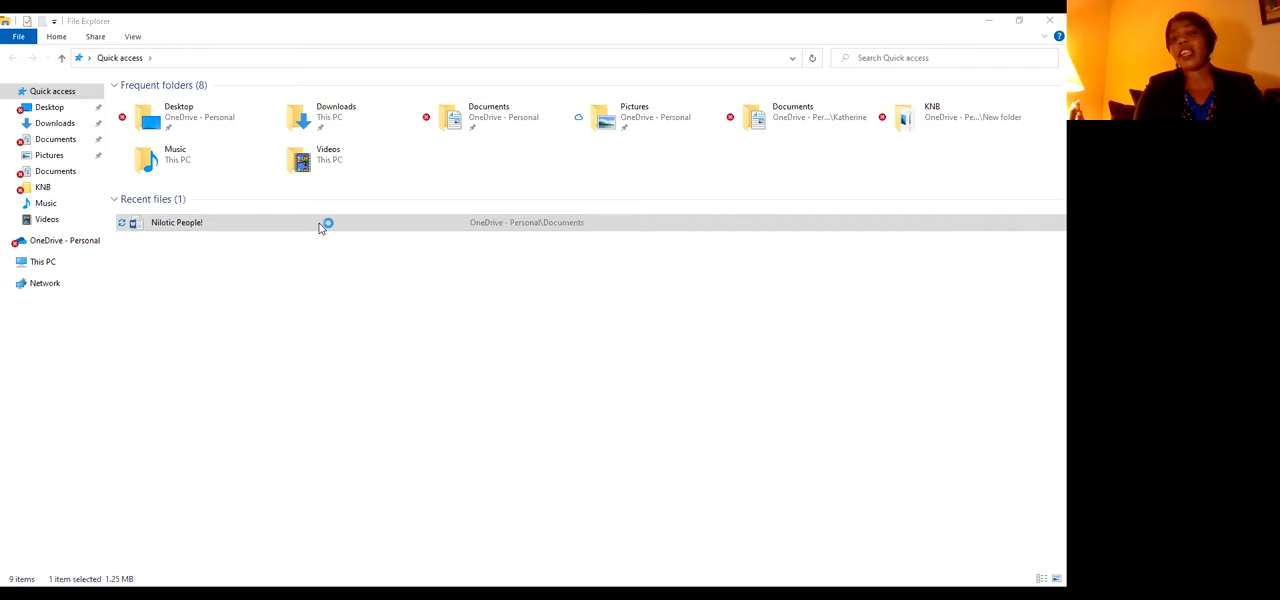 File Explorer
File Home Share View
Quick access
Search Quick access
Quick access
Desktop
Downloads
Documents
Pictures
Documents
KNB
Music
Videos
OneDrive - Personal
This PC
Network
Frequent folders (8)
Desktop
OneDrive - Personal
Downloads
This PC
Documents
OneDrive - Personal
Pictures
OneDrive - Personal
Documents
OneDrive - Per...\Katherine
KNB
OneDrive - Pe...\New folder
Music
This PC
Videos
This PC
Recent files (1)
Nilotic People! OneDrive - Personal\Documents
9 items 1 item selected 1.25 MB